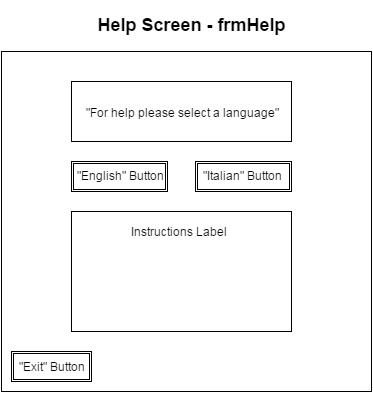 Help Screen - frmHelp
"For help please select a language"
"English" Button
"Italian" Button
Instructions Label
"Exit" Button